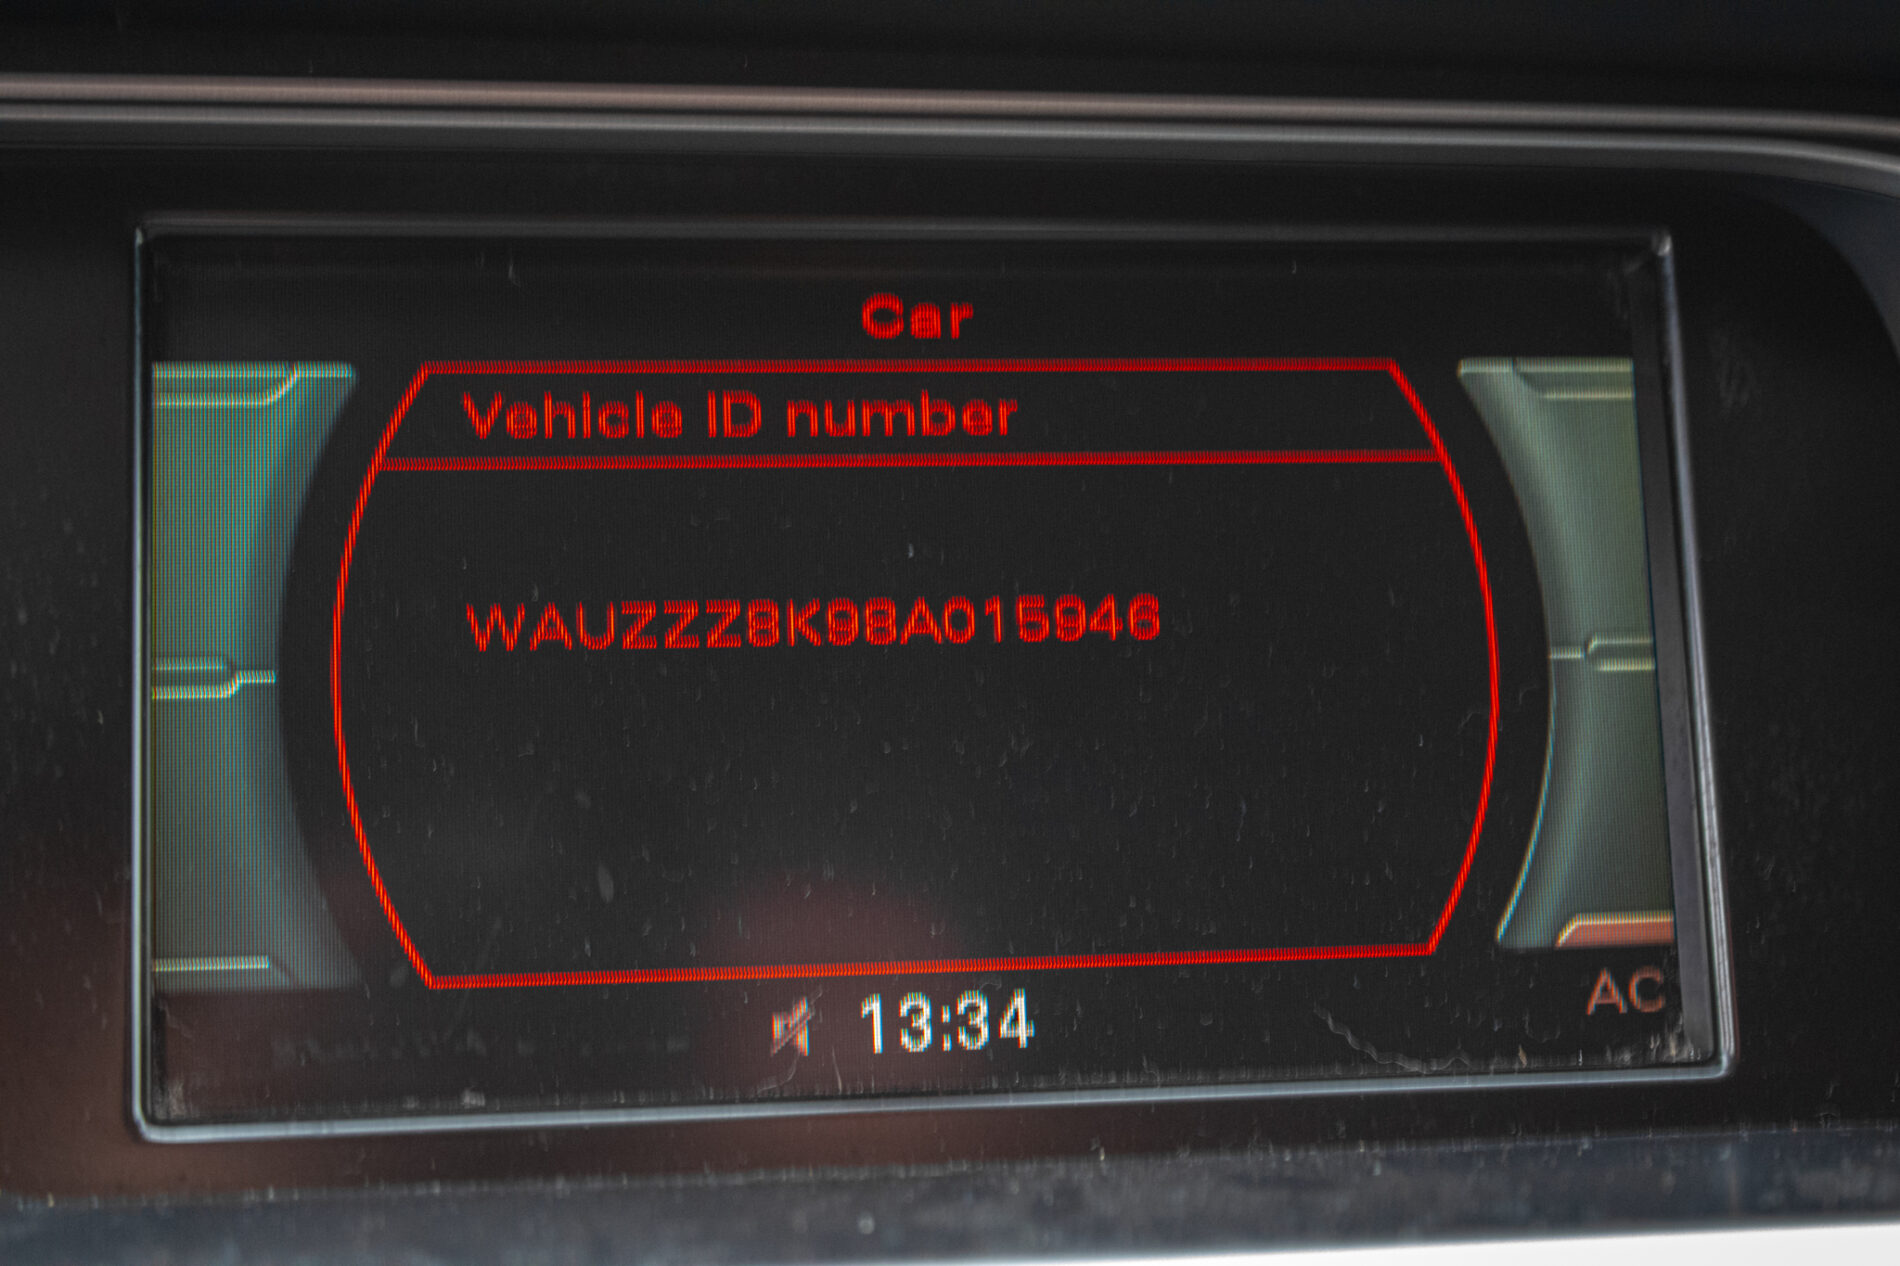 Car
Vehicle ID number
WAUZZZ8K98A015946
13:34
AC